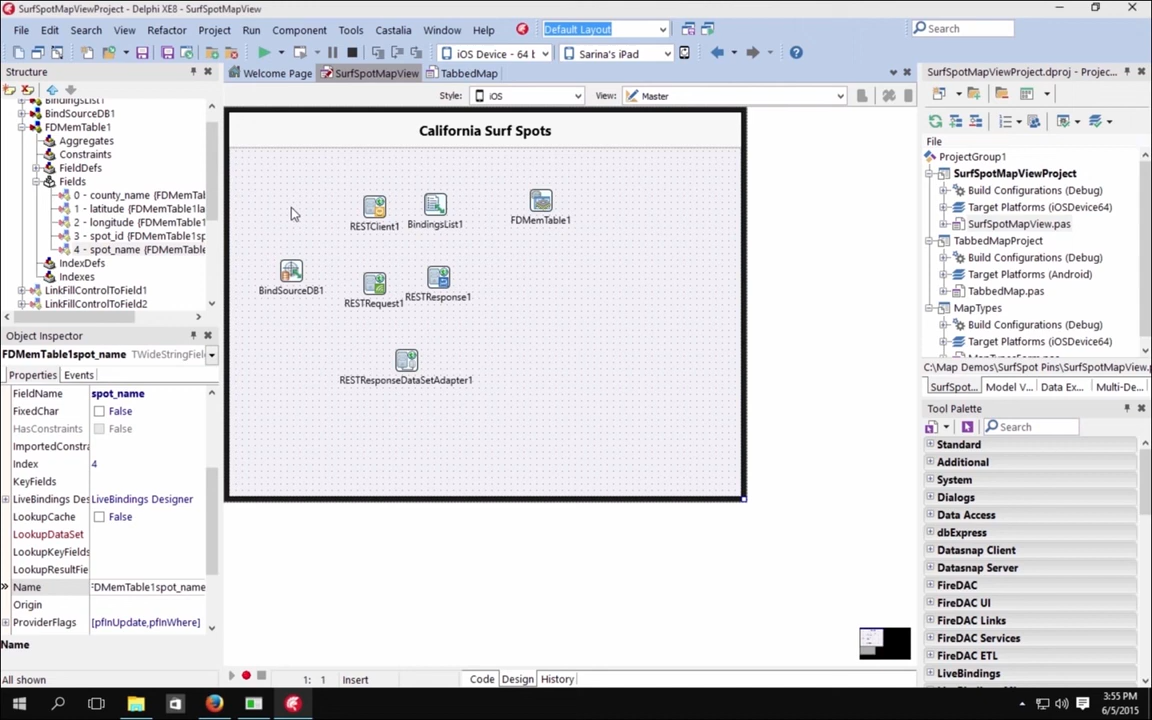 SurfSpotMapViewProject - Delphi XE8 - SurfSpotMapView
File Edit Search View Refactor Project Run Component Tools Castalia Window Help
Default Layout
Search
iOS Device - 64 b
Sarina's iPad
Structure
Welcome Page
SurfSpotMapView
TabbedMap
SurfSpotMapViewProject.dproj - Projec...
Style:
iOS
View:
Master
BindingsList1
BindSourceDB1
FDMemTable1
Aggregates
Constraints
FieldDefs
Fields
0 - county_name {FDMemTal
1 - latitude {FDMemTable1la
2 - longitude {FDMemTable1
3 - spot_id {FDMemTable1sp
4 - spot_name {FDMemTable
IndexDefs
Indexes
LinkFillControlToField1
LinkFillControlToField2
California Surf Spots
RESTClient1
BindingsList1
FDMemTable1
BindSourceDB1
RESTRequest1
RESTResponse1
RESTResponseDataSetAdapter1
File
ProjectGroup1
SurfSpotMapViewProject
Build Configurations (Debug)
Target Platforms (iOSDevice64)
SurfSpotMapView.pas
TabbedMapProject
Build Configurations (Debug)
Target Platforms (Android)
TabbedMap.pas
MapTypes
Build Configurations (Debug)
Target Platforms (iOSDevice64)
C:\Map Demos\SurfSpot Pins\SurfSpotMapView.p
SurfSpot... Model V... Data Ex... Multi-De...
Object Inspector
FDMemTable1spot_name TWideStringField
Properties Events
FieldName spot_name
FixedChar False
HasConstraints False
ImportedConstra
Index 4
KeyFields
LiveBindings Des LiveBindings Designer
LookupCache False
LookupDataSet
LookupKeyFields
LookupResultFie
Name FDMemTable1spot_name
Origin
ProviderFlags [pfInUpdate,pfInWhere]
Name
All shown
Tool Palette
Search
Standard
Additional
System
Dialogs
Data Access
dbExpress
Datasnap Client
Datasnap Server
FireDAC
FireDAC UI
FireDAC Links
FireDAC Services
FireDAC ETL
LiveBindings
1: 1
Insert
Code Design History
3:55 PM
6/5/2015